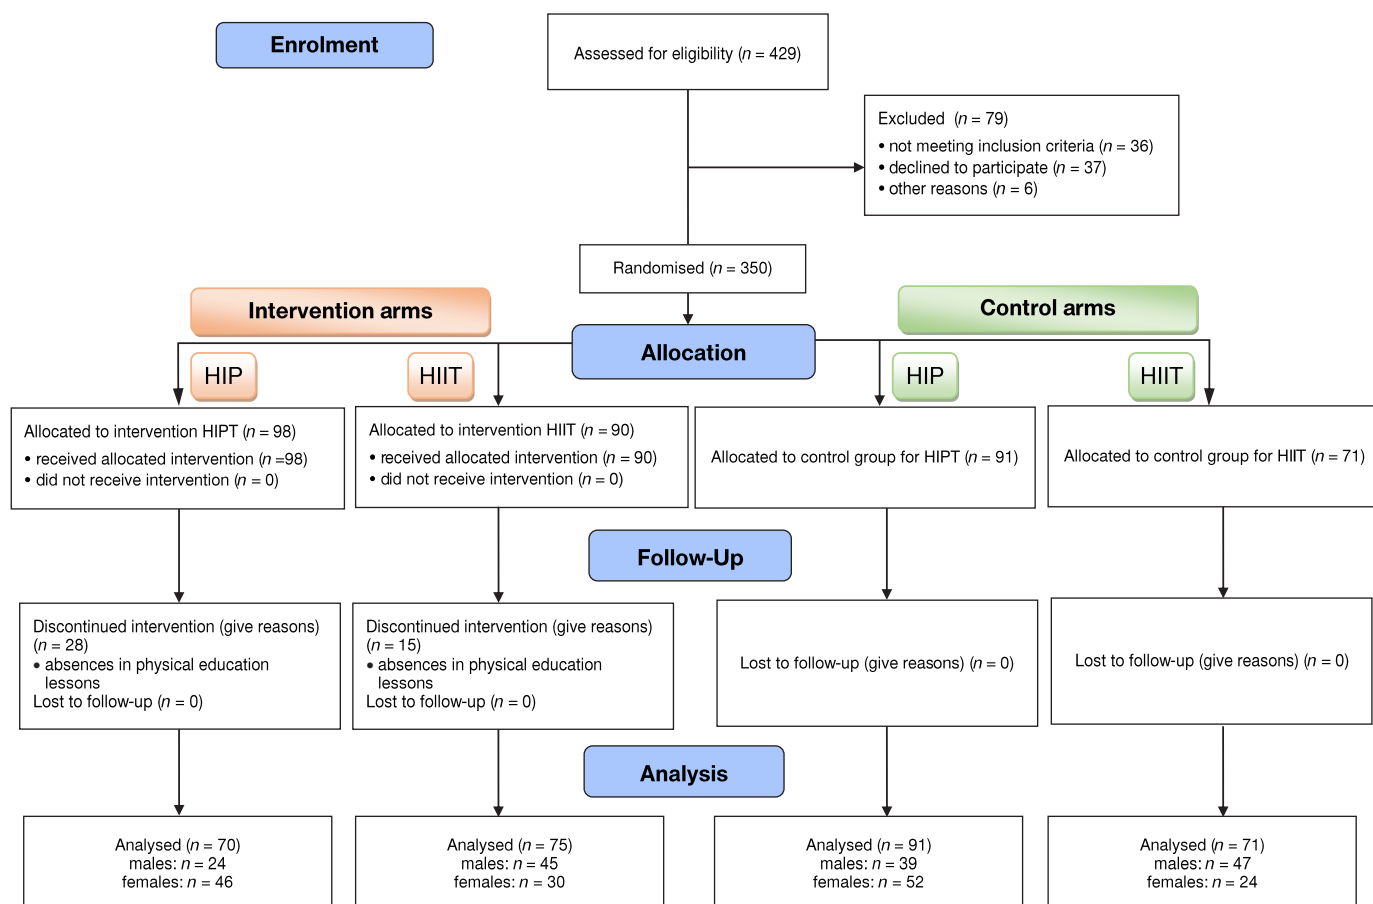 Enrolment
Assessed for eligibility (n = 429)
Excluded (n = 79)
• not meeting inclusion criteria (n = 36)
• declined to participate (n = 37)
• other reasons (n = 6)
Randomised (n = 350)
Intervention arms
Control arms
Allocation
HIP
HIIT
HIP
HIIT
Allocated to intervention HIPT (n = 98)
• received allocated intervention (n =98)
• did not receive intervention (n = 0)
Allocated to intervention HIIT (n = 90)
• received allocated intervention (n = 90)
• did not receive intervention (n = 0)
Allocated to control group for HIPT (n = 91)
Allocated to control group for HIIT (n = 71)
Follow-Up
Discontinued intervention (give reasons)
(n = 28)
• absences in physical education
lessons
Lost to follow-up (n = 0)
Discontinued intervention (give reasons)
(n = 15)
• absences in physical education
lessons
Lost to follow-up (n = 0)
Lost to follow-up (give reasons) (n = 0)
Lost to follow-up (give reasons) (n = 0)
Analysis
Analysed (n = 70)
males: n = 24
females: n = 46
Analysed (n = 75)
males: n = 45
females: n = 30
Analysed (n = 91)
males: n = 39
females: n = 52
Analysed (n = 71)
males: n = 47
females: n = 24